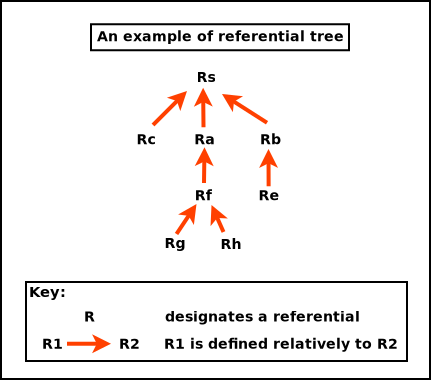 An example of referential tree
Rs
Rc Ra Rb
Rf Re
Rg Rh
Key:
R designates a referential
R1 R2 R1 is defined relatively to R2